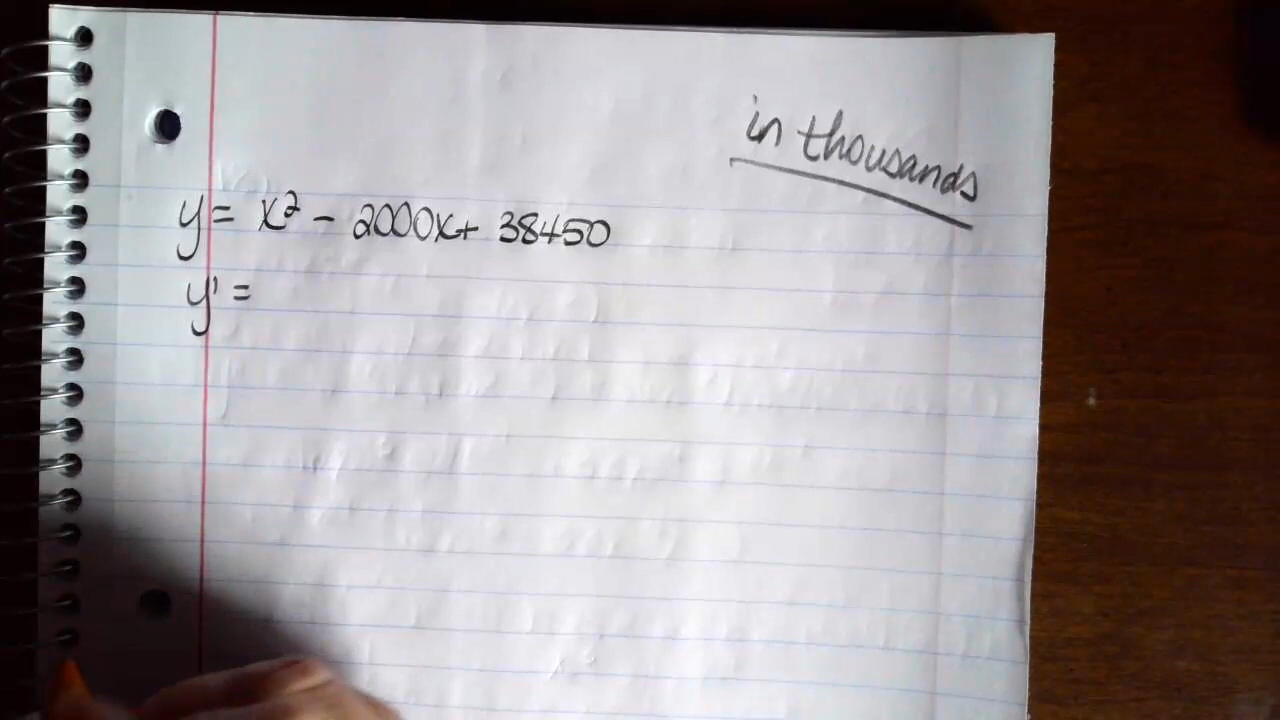 in thousands
y = x² - 2000x + 38450
y' =